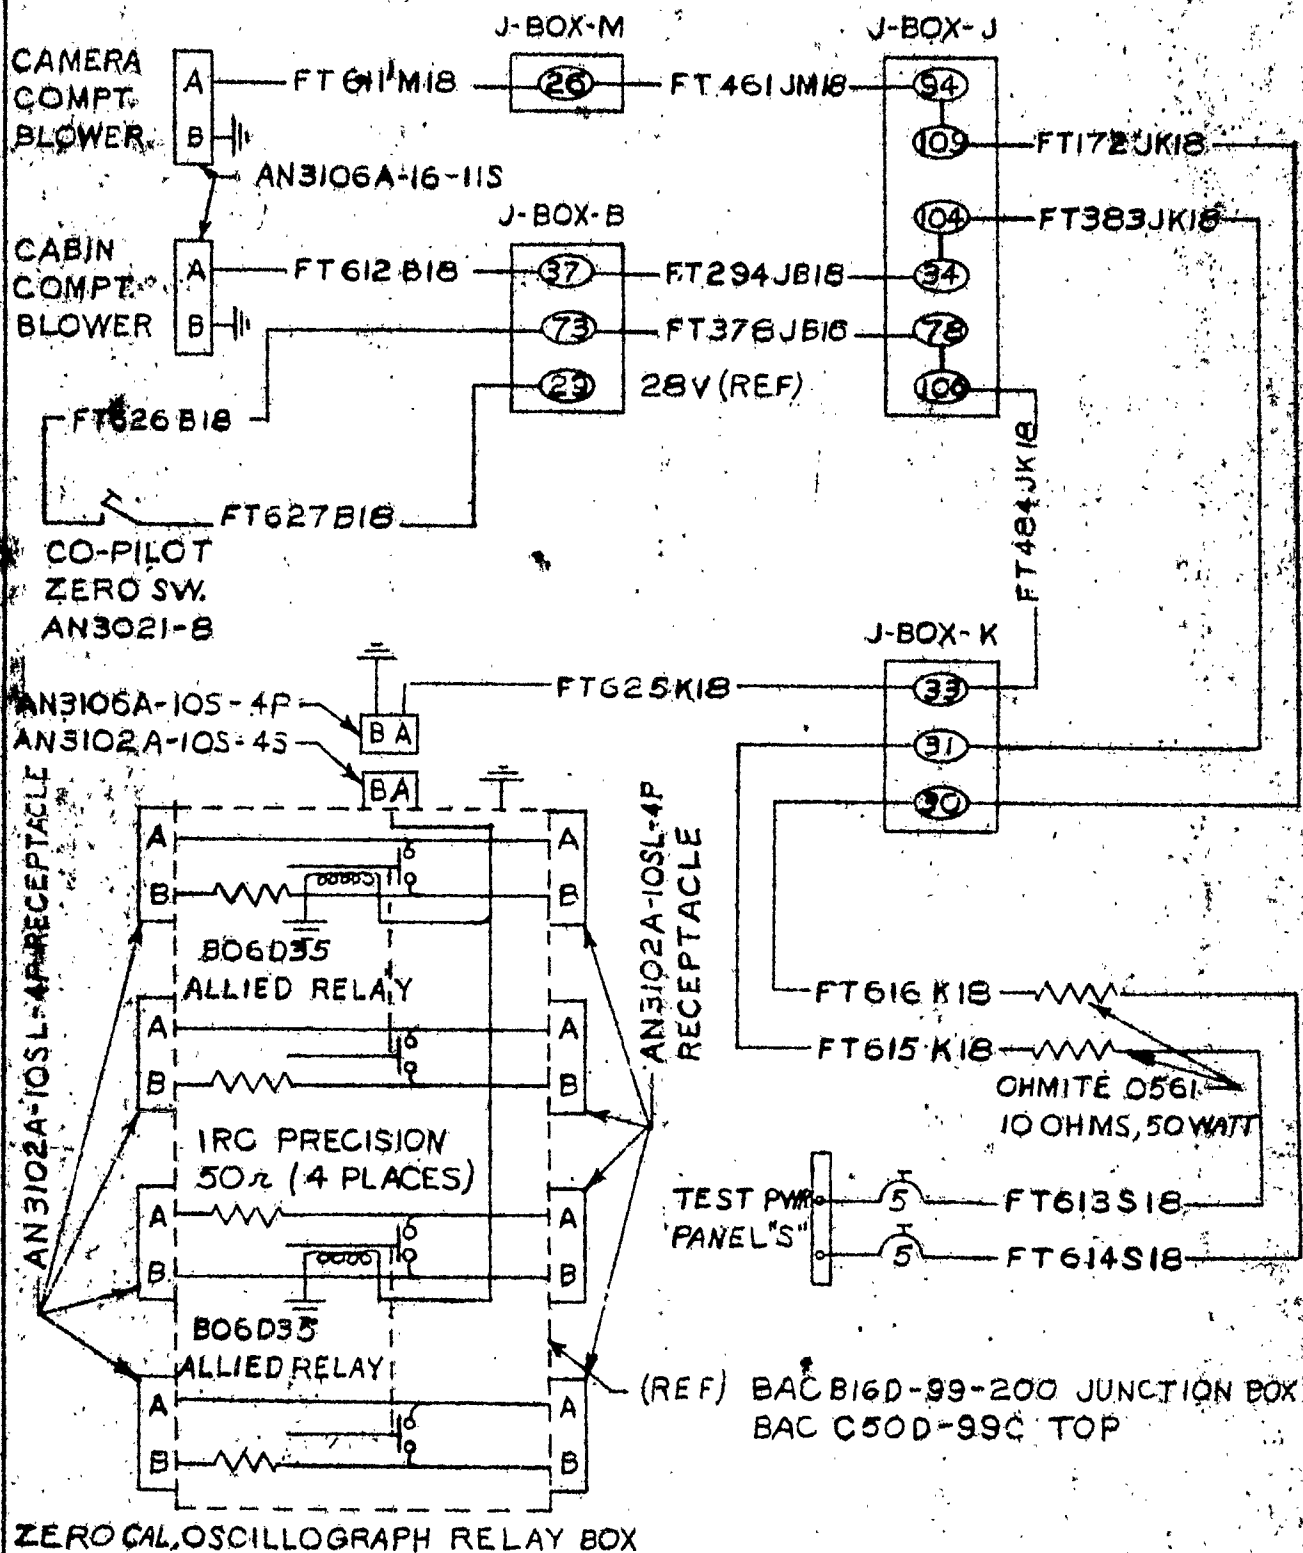 J-BOX-M
J-BOX-J
CAMERA
COMPT.
BLOWER
A
B
FT611M18
26
FT461JM18
94
109
FT172JK18
AN3106A-16-11S
J-BOX-B
104
FT383JK18
CABIN
COMPT.
BLOWER
A
B
FT612B18
37
FT294JB18
34
73
FT378JB18
78
29
28V (REF)
106
FT626B18
FT627B18
FT484JK18
CO-PILOT
ZERO SW.
AN3021-8
J-BOX-K
FT625K18
33
AN3106A-10S-4P
B A
AN3102A-10S-4S
31
B A
30
AN3102A-10SL-4P RECEPTACLE
A
B
A
B
AN3102A-10SL-4P
RECEPTACLE
BO6D35
ALLIED RELAY
FT616K18
A
B
A
B
FT615K18
OHMITE 0561
10 OHMS, 50 WATT
IRC PRECISION
50Ω (4 PLACES)
TEST PWR
PANEL "S"
5
FT613S18
5
FT614S18
A
B
A
B
BO6D35
ALLIED RELAY
(REF) BAC B16D-99-200 JUNCTION BOX
BAC C50D-99C TOP
A
B
A
B
ZERO CAL. OSCILLOGRAPH RELAY BOX